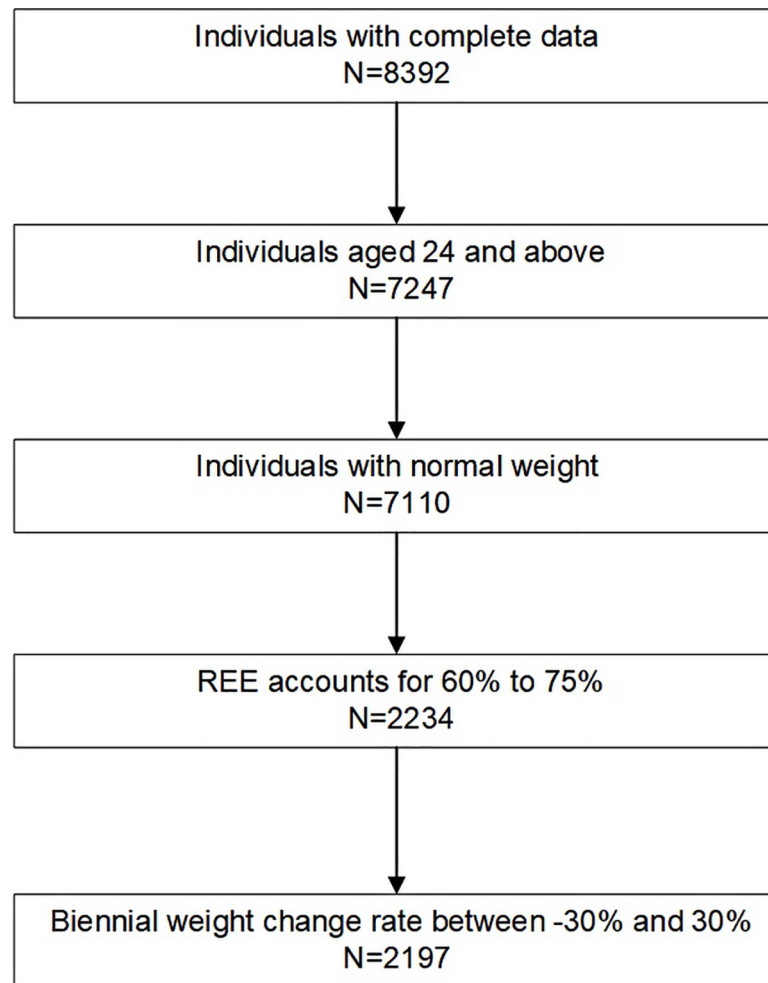 Individuals with complete data
N=8392
Individuals aged 24 and above
N=7247
Individuals with normal weight
N=7110
REE accounts for 60% to 75%
N=2234
Biennial weight change rate between -30% and 30%
N=2197